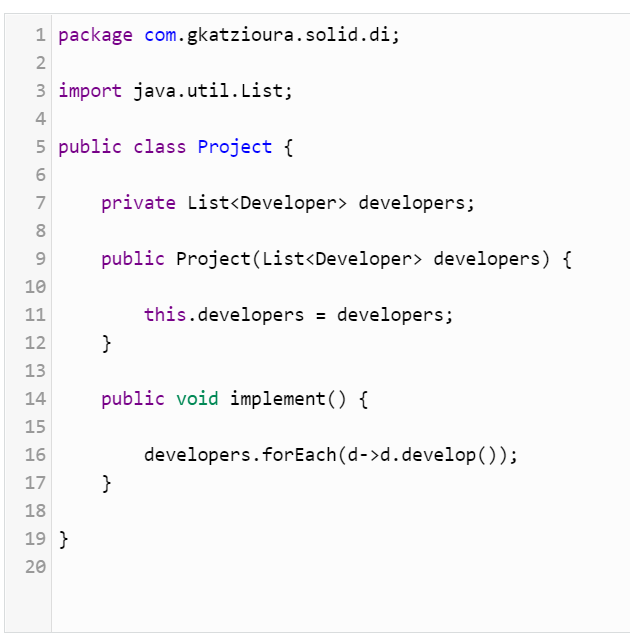 1 package com.gkatzioura.solid.di;
2
3 import java.util.List;
4
5 public class Project {
6
7     private List<Developer> developers;
8
9     public Project(List<Developer> developers) {
10
11         this.developers = developers;
12     }
13
14     public void implement() {
15
16         developers.forEach(d->d.develop());
17     }
18
19 }
20